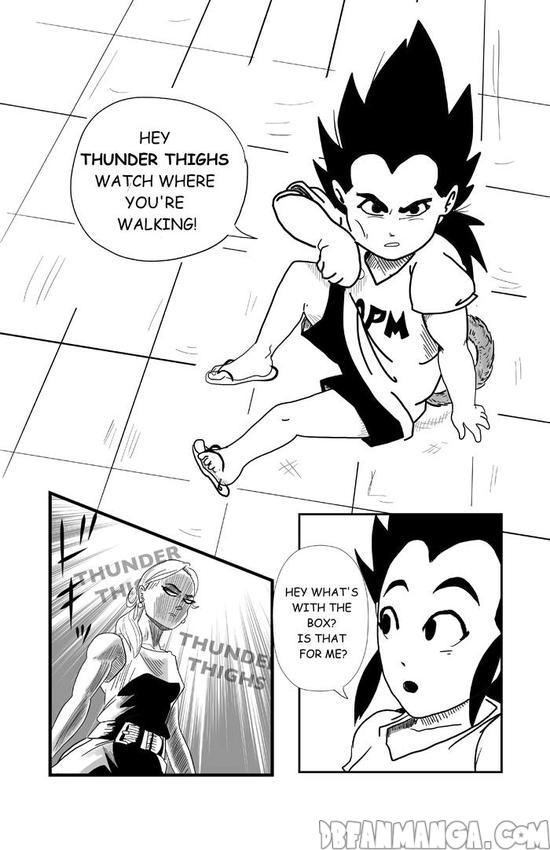 HEY
THUNDER THIGHS
WATCH WHERE
YOU'RE
WALKING!
OPM
THUNDER
THIGHS
THUNDER
THIGHS
HEY WHAT'S
WITH THE
BOX?
IS THAT
FOR ME?
DBFANMANGA.COM